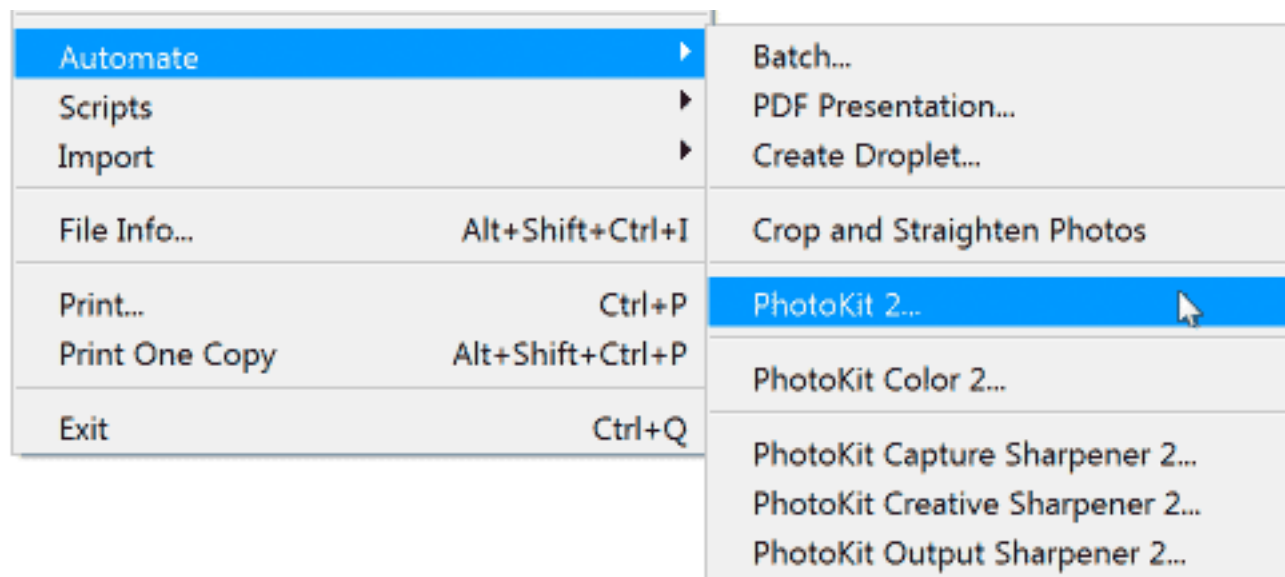 Automate
Scripts
Import
File Info... Alt+Shift+Ctrl+I
Print... Ctrl+P
Print One Copy Alt+Shift+Ctrl+P
Exit Ctrl+Q
Batch...
PDF Presentation...
Create Droplet...
Crop and Straighten Photos
PhotoKit 2...
PhotoKit Color 2...
PhotoKit Capture Sharpener 2...
PhotoKit Creative Sharpener 2...
PhotoKit Output Sharpener 2...